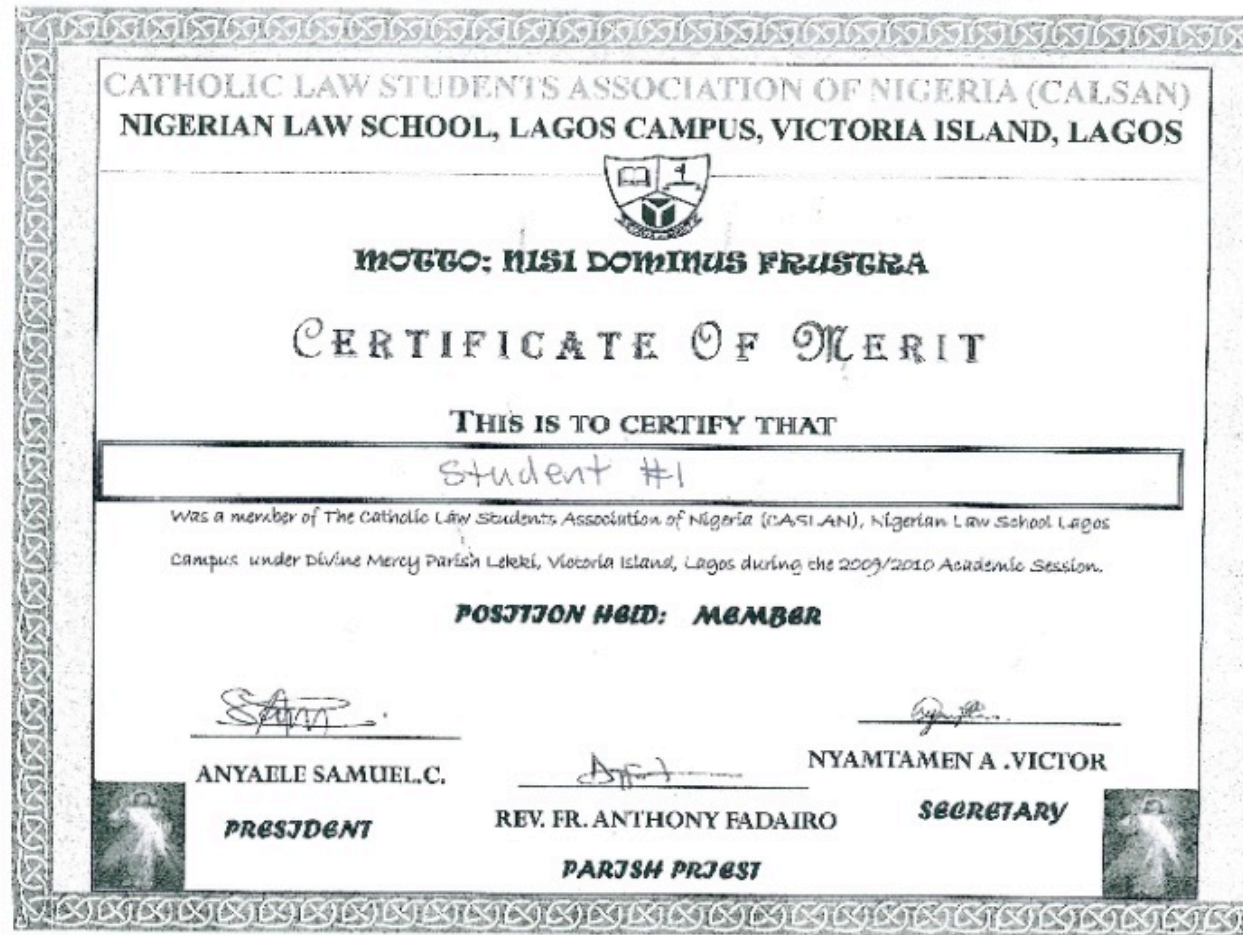 CATHOLIC LAW STUDENTS ASSOCIATION OF NIGERIA (CALSAN)
NIGERIAN LAW SCHOOL, LAGOS CAMPUS, VICTORIA ISLAND, LAGOS
MOTTO: NISI DOMINUS FRUSTRA
CERTIFICATE OF MERIT
THIS IS TO CERTIFY THAT
Student #1
Was a member of The Catholic Law Students Association of Nigeria (CASLAN), Nigerian Law School Lagos
Campus under Divine Mercy Parish Lekki, Victoria Island, Lagos during the 2009/2010 Academic Session.
POSITION HELD: MEMBER
ANYAELE SAMUEL.C.
PRESIDENT
REV. FR. ANTHONY FADAIRO
PARISH PRIEST
NYAMTAMEN A .VICTOR
SECRETARY